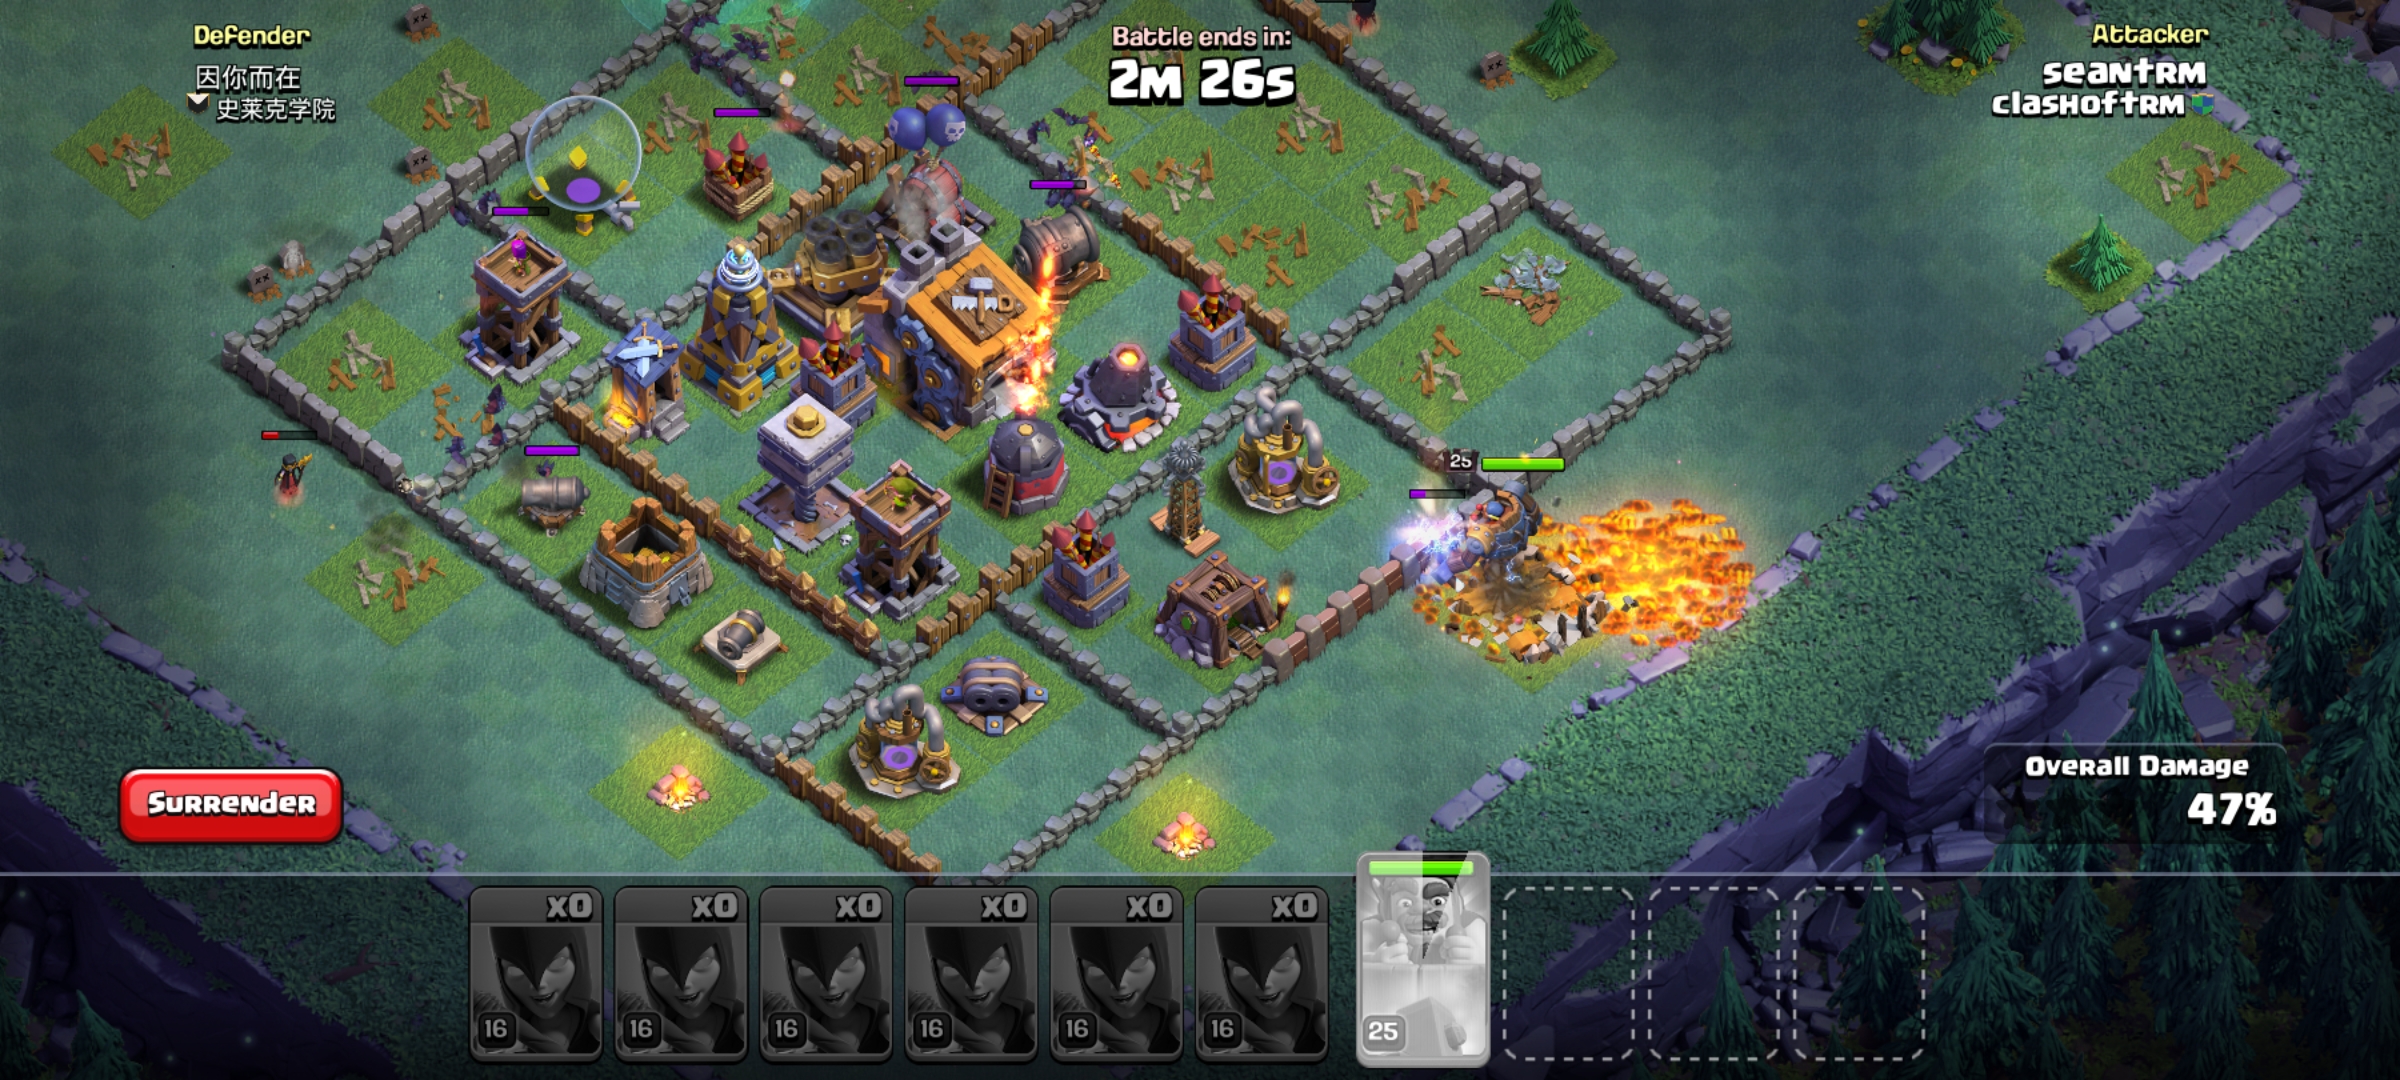 Defender
因你而在
史莱克学院
Battle ends in:
2M 26s
Attacker
seantRM
clashoftRM
25
Surrender
Overall Damage
47%
x0
x0
x0
x0
x0
x0
16
16
16
16
16
16
25